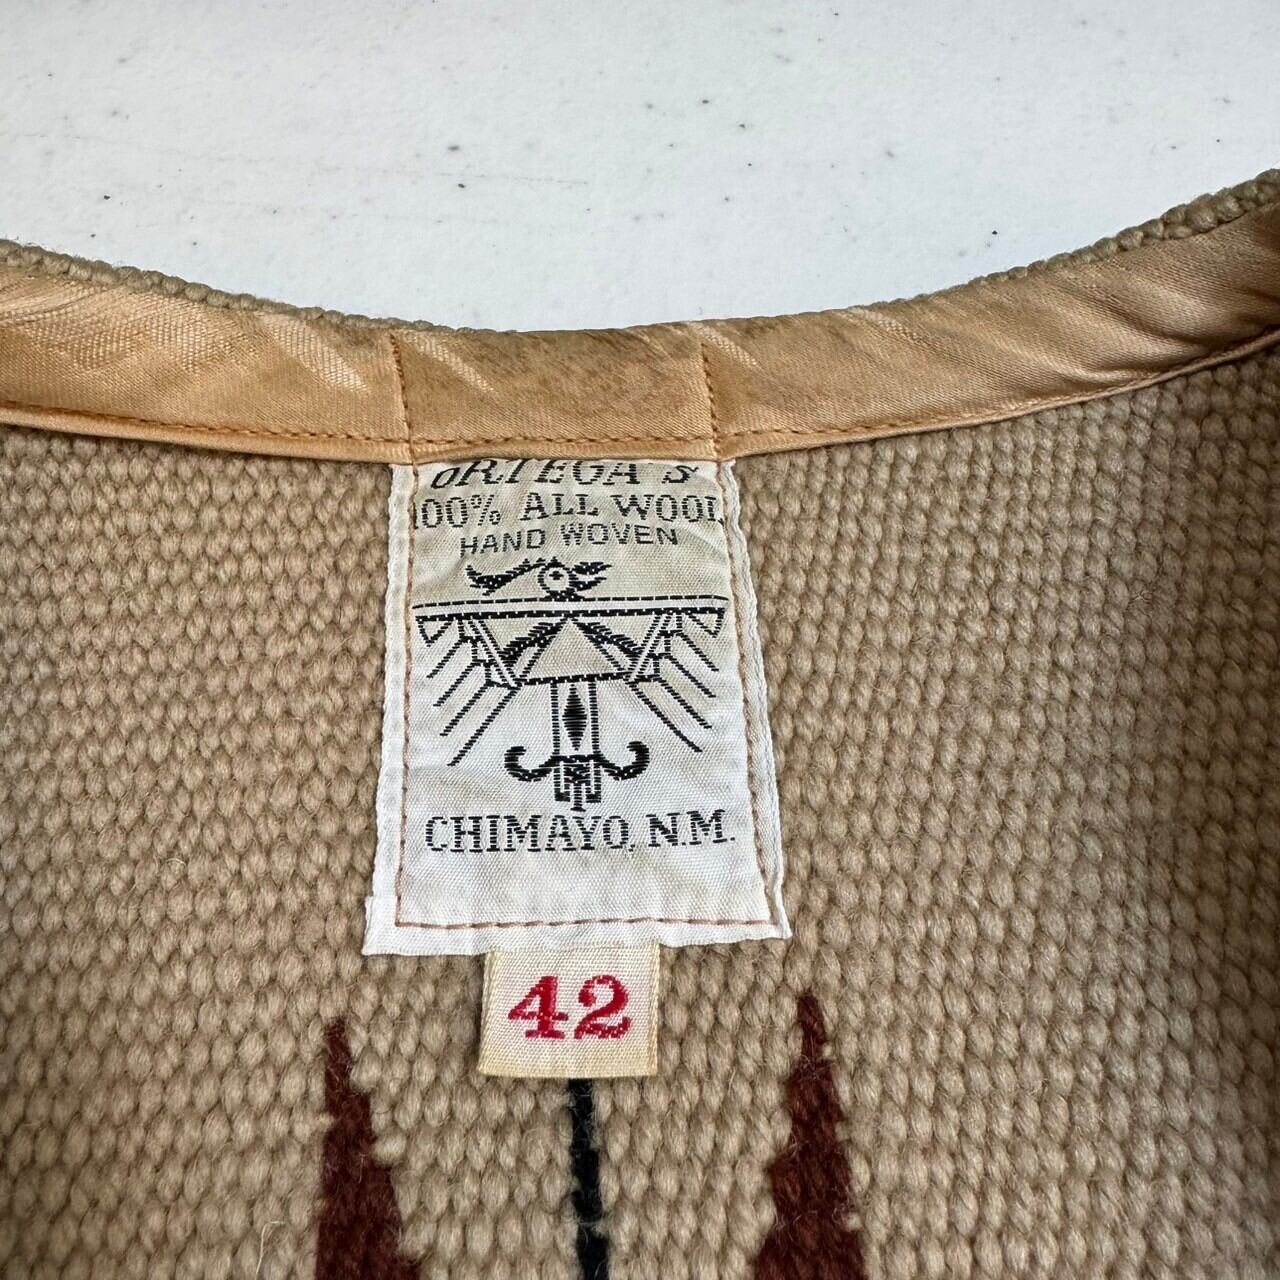 ORTEGA'S
100% ALL WOOL
HAND WOVEN
CHIMAYO, N.M.
42